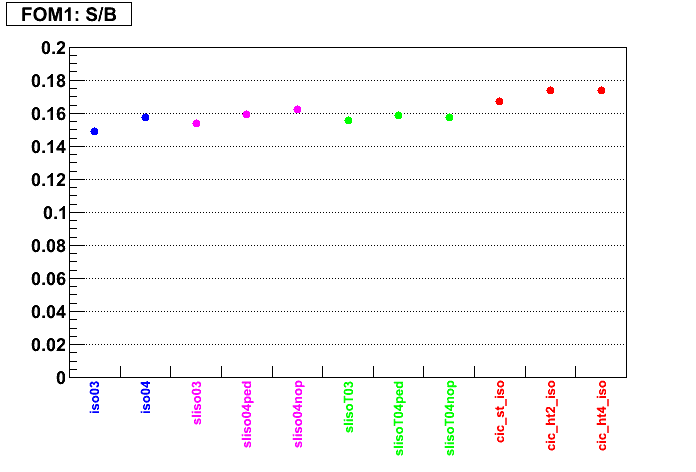 FOM1: S/B
0.2
0.18
0.16
0.14
0.12
0.1
0.08
0.06
0.04
0.02
0
iso03
iso04
sliso03
sliso04ped
sliso04nop
slisoT03
slisoT04ped
slisoT04nop
cic_st_iso
cic_ht2_iso
cic_ht4_iso